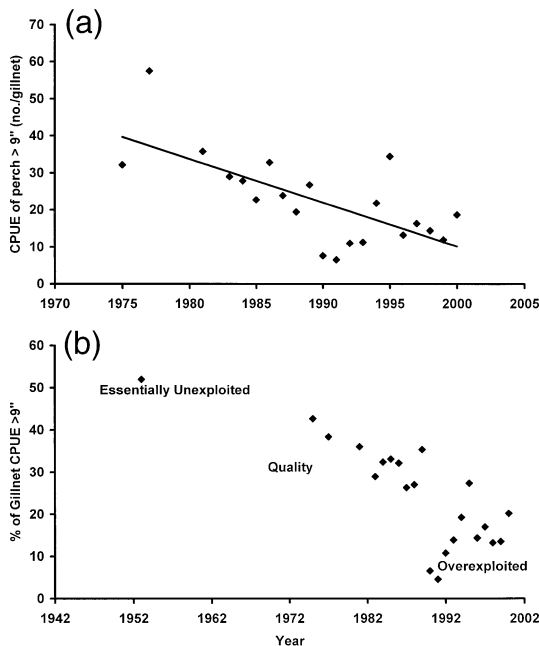 (a)
CPUE of perch > 9" (no./gillnet)
70
60
50
40
30
20
10
0
1970 1975 1980 1985 1990 1995 2000 2005
(b)
% of Gillnet CPUE >9"
60
50
40
30
20
10
0
Essentially Unexploited
Quality
Overexploited
1942 1952 1962 1972 1982 1992 2002
Year